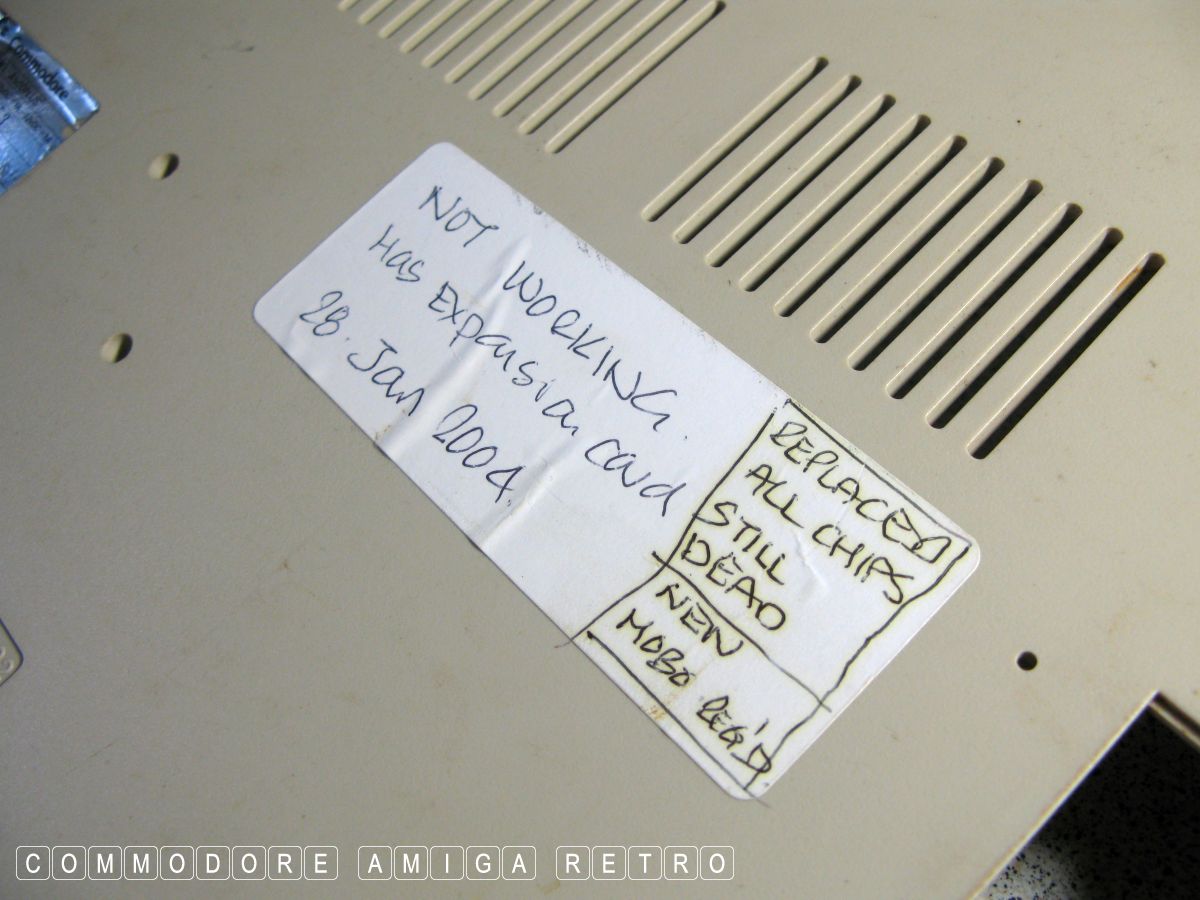 Commodore
NOT WORKING.
Has Expansion Card
28. Jan 2004.
REPLACED
ALL CHIPS
STILL
DEAD
NEW
MOBO REQ'D
COMMODORE AMIGA RETRO